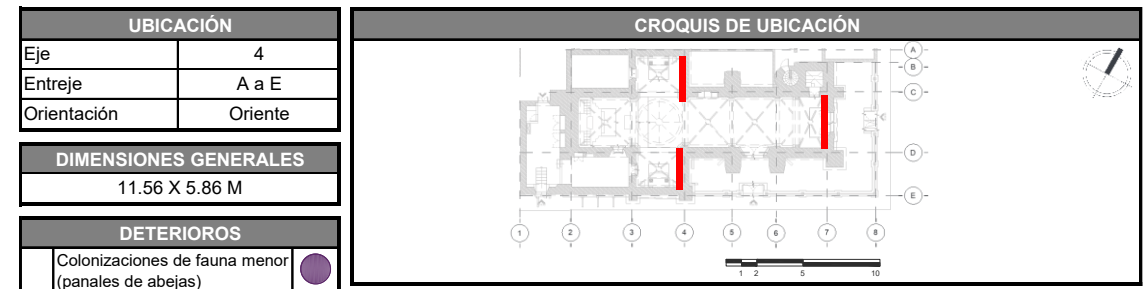 UBICACIÓN
Eje 4
Entreje A a E
Orientación Oriente
DIMENSIONES GENERALES
11.56 X 5.86 M
DETERIOROS
Colonizaciones de fauna menor
(panales de abejas)
CROQUIS DE UBICACIÓN
A
B
C
D
E
1 2 3 4 5 6 7 8
1 2 5 10